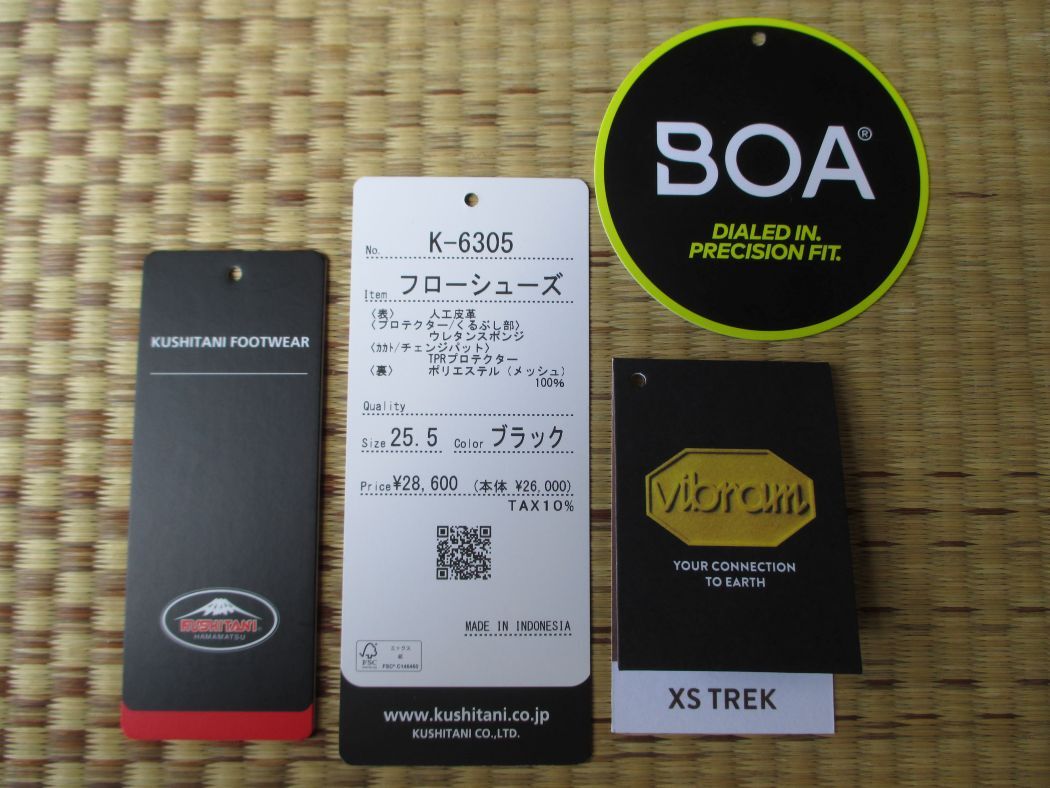 KUSHITANI FOOTWEAR
KUSHITANI
HAMAMATSU
No. K-6305
Item フローシューズ
〈表〉 人工皮革
〈プロテクター/くるぶし部〉
ウレタンスポンジ
〈ｶｶﾄ/チェンジパット〉
TPRプロテクター
〈裏〉 ポリエステル（メッシュ）
100%
Quality
Size 25.5 Color ブラック
Price ¥28,600 （本体 ¥26,000）
TAX10%
MADE IN INDONESIA
FSC
ミックス
紙
www.kushitani.co.jp
KUSHITANI CO.,LTD.
BOA®
DIALED IN.
PRECISION FIT.
vibram
YOUR CONNECTION
TO EARTH
XS TREK